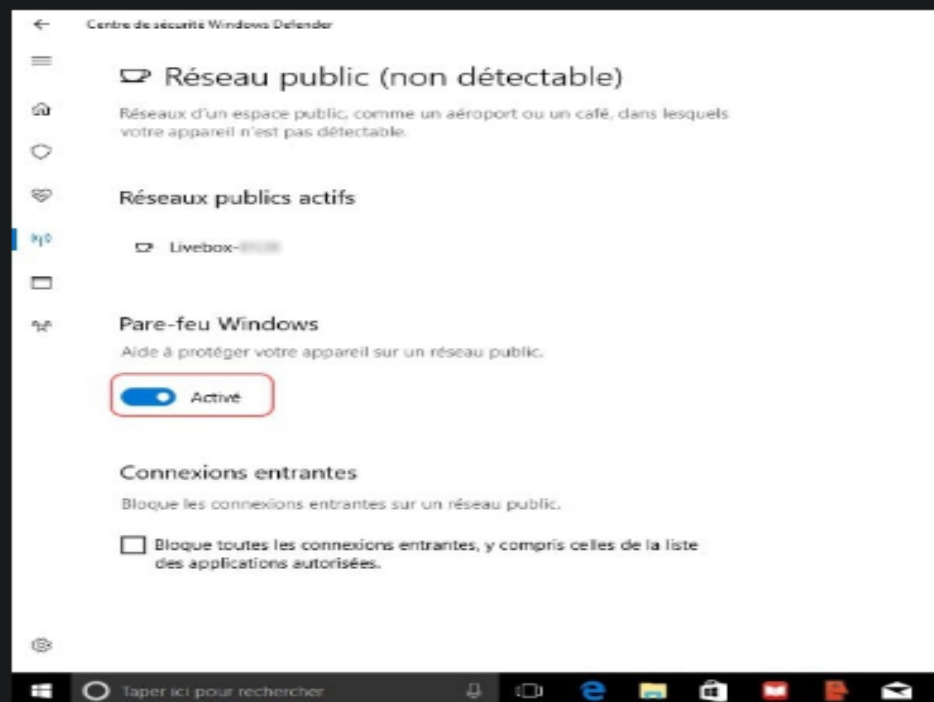 Centre de sécurité Windows Defender
Réseau public (non détectable)
Réseaux d'un espace public, comme un aéroport ou un café, dans lesquels
votre appareil n'est pas détectable.
Réseaux publics actifs
Livebox-
Pare-feu Windows
Aide à protéger votre appareil sur un réseau public.
Activé
Connexions entrantes
Bloque les connexions entrantes sur un réseau public.
Bloque toutes les connexions entrantes, y compris celles de la liste
des applications autorisées.
Taper ici pour rechercher